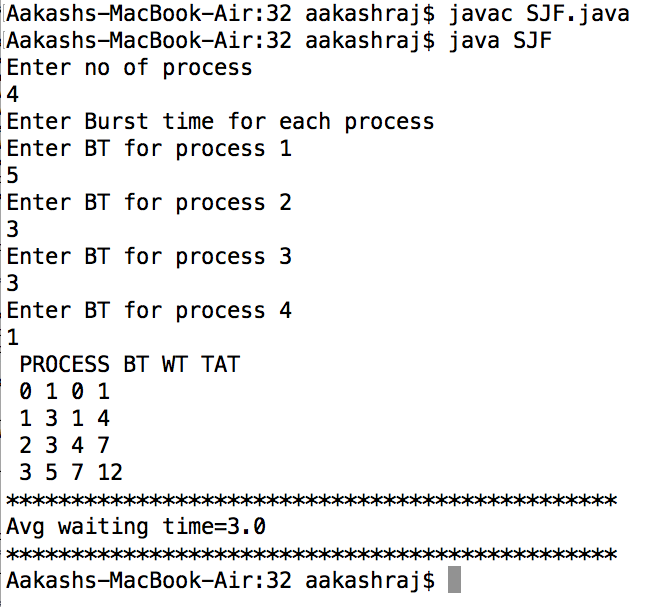 Aakashs-MacBook-Air:32 aakashraj$ javac SJF.java
Aakashs-MacBook-Air:32 aakashraj$ java SJF
Enter no of process
4
Enter Burst time for each process
Enter BT for process 1
5
Enter BT for process 2
3
Enter BT for process 3
3
Enter BT for process 4
1
 PROCESS BT WT TAT
 0 1 0 1
 1 3 1 4
 2 3 4 7
 3 5 7 12
***********************************************
Avg waiting time=3.0
***********************************************
Aakashs-MacBook-Air:32 aakashraj$